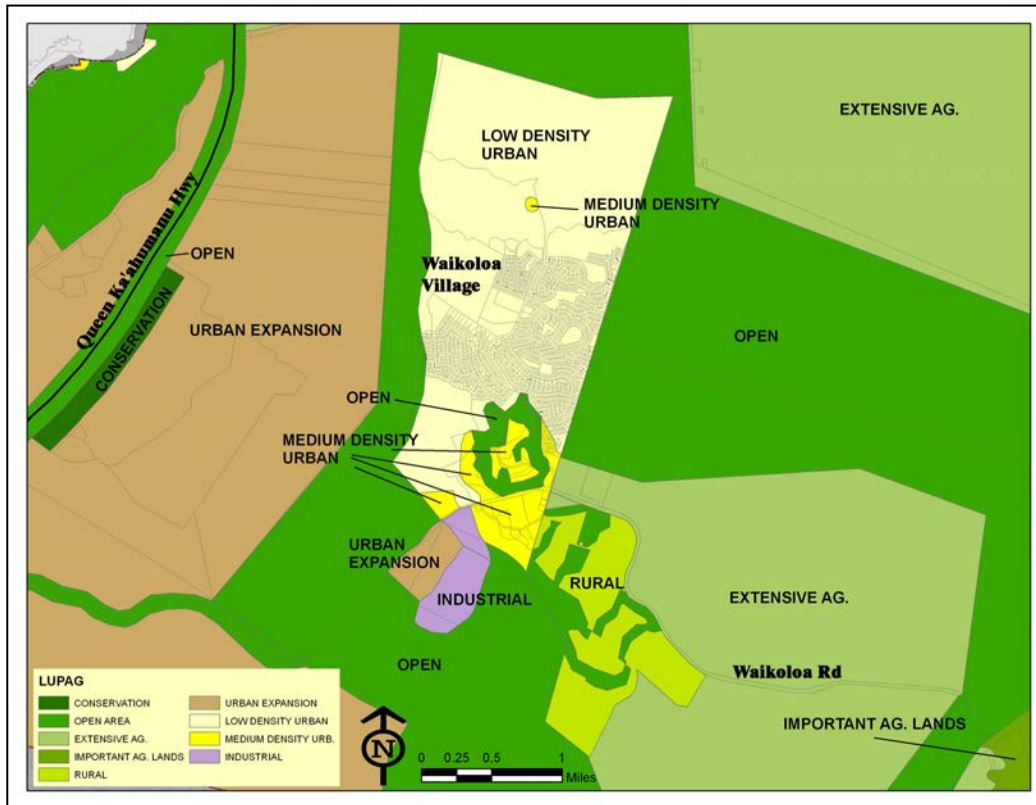 EXTENSIVE AG.
LOW DENSITY
URBAN
MEDIUM DENSITY
URBAN
Queen Ka'ahumanu Hwy
OPEN
Waikoloa
Village
CONSERVATION
URBAN EXPANSION
OPEN
OPEN
MEDIUM DENSITY
URBAN
URBAN
EXPANSION
RURAL
INDUSTRIAL
EXTENSIVE AG.
OPEN
Waikoloa Rd
IMPORTANT AG. LANDS
LUPAG
CONSERVATION
OPEN AREA
EXTENSIVE AG.
IMPORTANT AG. LANDS
RURAL
URBAN EXPANSION
LOW DENSITY URBAN
MEDIUM DENSITY URB.
INDUSTRIAL
N
0 0.25 0.5 1
Miles